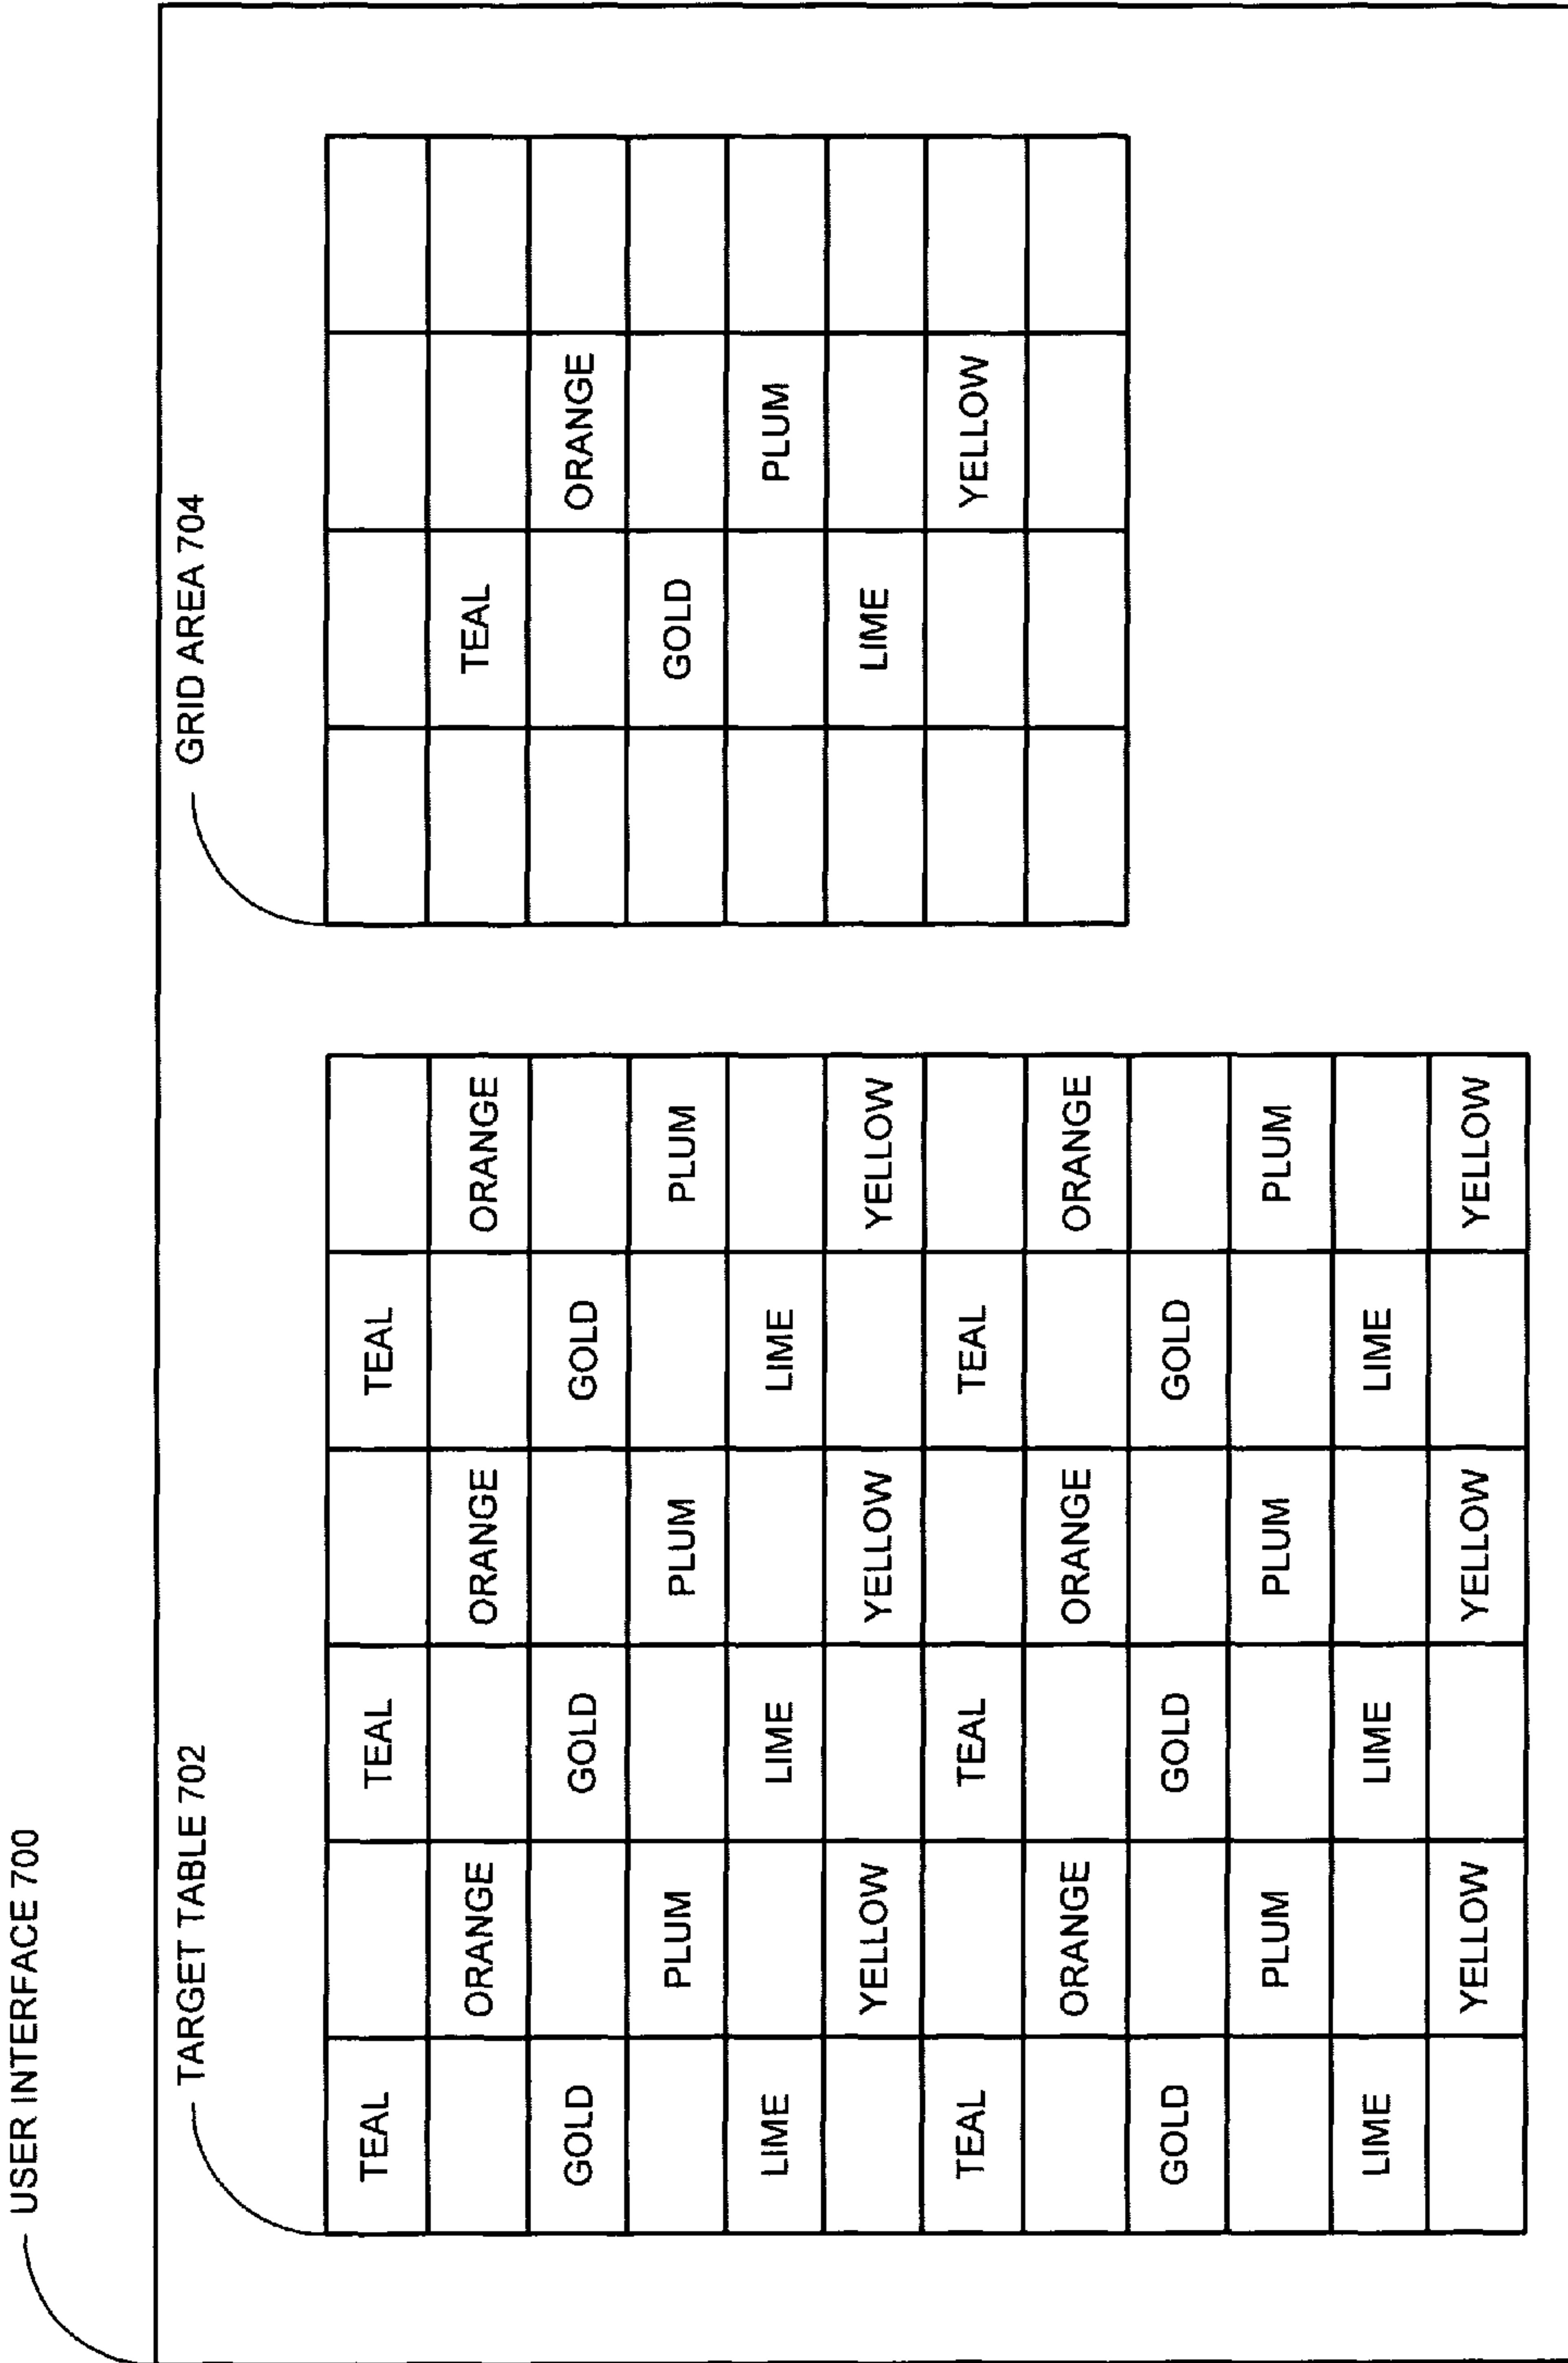 USER INTERFACE 700
TARGET TABLE 702
TEAL TEAL TEAL
ORANGE ORANGE ORANGE
GOLD GOLD GOLD
PLUM PLUM PLUM
LIME LIME LIME
YELLOW YELLOW YELLOW
TEAL TEAL TEAL
ORANGE ORANGE ORANGE
GOLD GOLD GOLD
PLUM PLUM PLUM
LIME LIME LIME
YELLOW YELLOW YELLOW
GRID AREA 704
TEAL
ORANGE
GOLD
PLUM
LIME
YELLOW